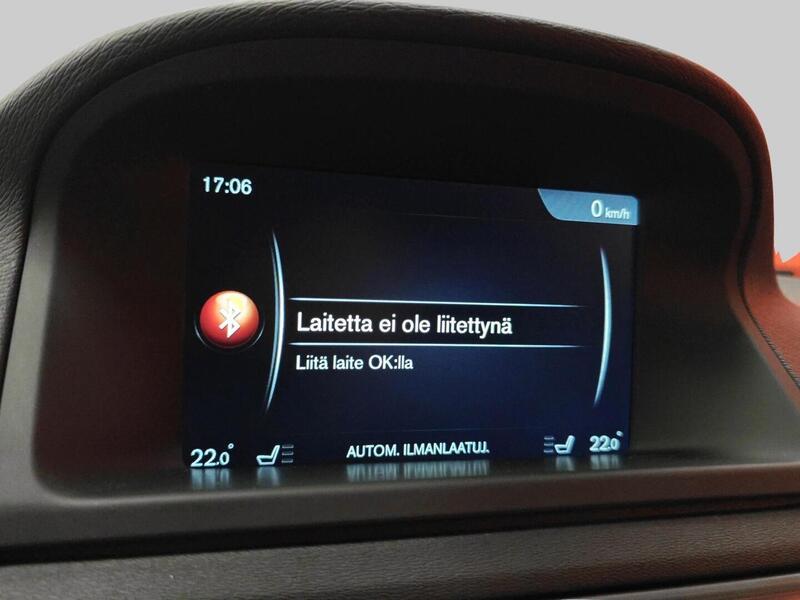 17:06
0 km/h
Laitetta ei ole liitettynä
Liitä laite OK:lla
22.0° AUTOM. ILMANLAATUJ. 22.0°